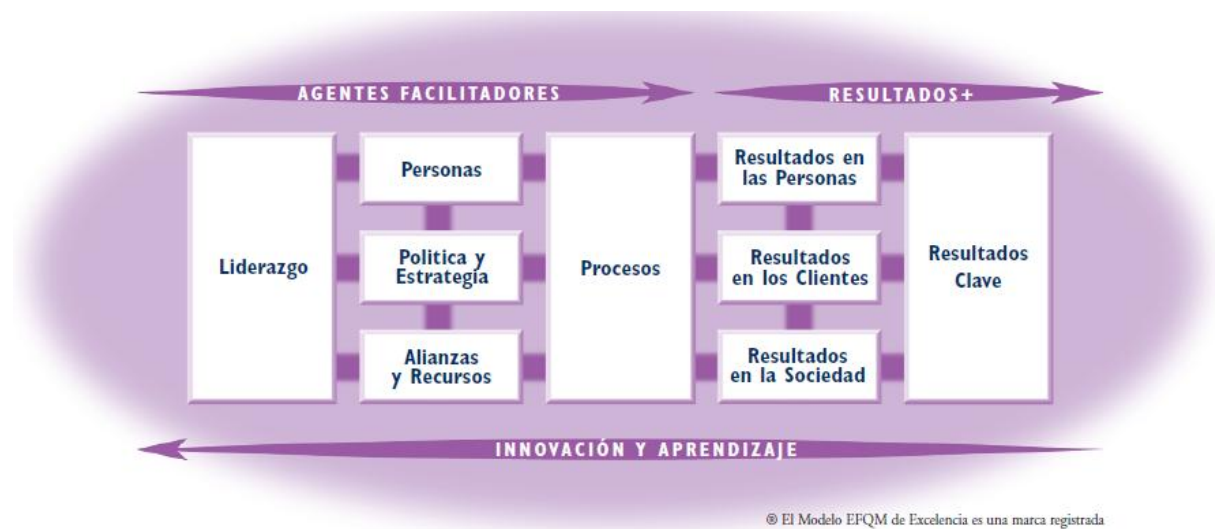 AGENTES FACILITADORES
RESULTADOS+
Liderazgo
Personas
Politica y
Estrategia
Alianzas
y Recursos
Procesos
Resultados en
las Personas
Resultados
en los Clientes
Resultados
en la Sociedad
Resultados
Clave
INNOVACIÓN Y APRENDIZAJE
® El Modelo EFQM de Excelencia es una marca registrada